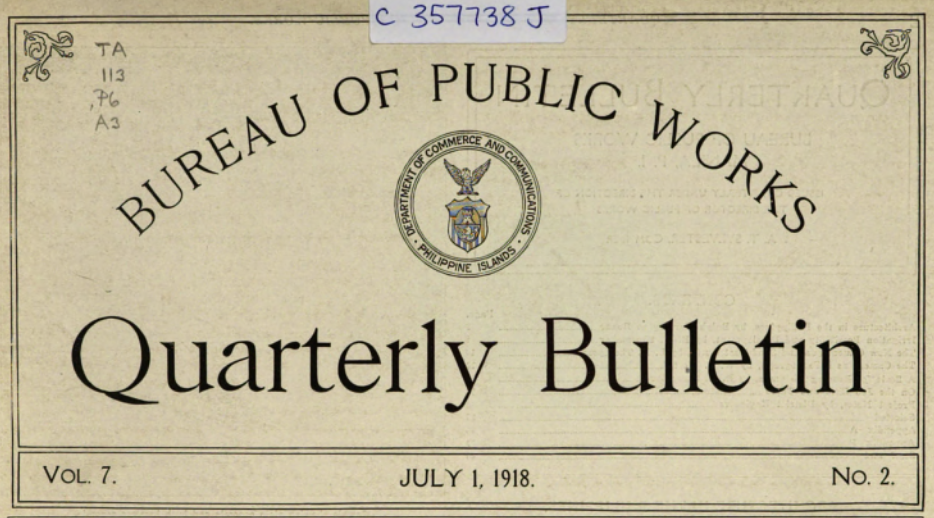 C 357738 J
TA
113
.P6
A3
BUREAU OF PUBLIC WORKS
DEPARTMENT OF COMMERCE AND COMMUNICATIONS
PHILIPPINE ISLANDS
Quarterly Bulletin
VOL. 7.
JULY 1, 1918.
No. 2.